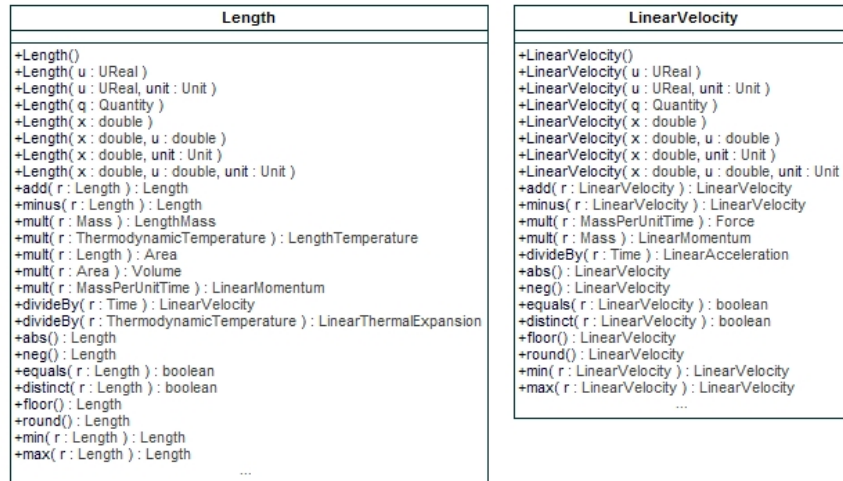 Length
+Length()
+Length( u : UReal )
+Length( u : UReal, unit : Unit )
+Length( q : Quantity )
+Length( x : double )
+Length( x : double, u : double )
+Length( x : double, unit : Unit )
+Length( x : double, u : double, unit : Unit )
+add( r : Length ) : Length
+minus( r : Length ) : Length
+mult( r : Mass ) : LengthMass
+mult( r : ThermodynamicTemperature ) : LengthTemperature
+mult( r : Length ) : Area
+mult( r : Area ) : Volume
+mult( r : MassPerUnitTime ) : LinearMomentum
+divideBy( r : Time ) : LinearVelocity
+divideBy( r : ThermodynamicTemperature ) : LinearThermalExpansion
+abs() : Length
+neg() : Length
+equals( r : Length ) : boolean
+distinct( r : Length ) : boolean
+floor() : Length
+round() : Length
+min( r : Length ) : Length
+max( r : Length ) : Length
...
LinearVelocity
+LinearVelocity()
+LinearVelocity( u : UReal )
+LinearVelocity( u : UReal, unit : Unit )
+LinearVelocity( q : Quantity )
+LinearVelocity( x : double )
+LinearVelocity( x : double, u : double )
+LinearVelocity( x : double, unit : Unit )
+LinearVelocity( x : double, u : double, unit : Unit
+add( r : LinearVelocity ) : LinearVelocity
+minus( r : LinearVelocity ) : LinearVelocity
+mult( r : MassPerUnitTime ) : Force
+mult( r : Mass ) : LinearMomentum
+divideBy( r : Time ) : LinearAcceleration
+abs() : LinearVelocity
+neg() : LinearVelocity
+equals( r : LinearVelocity ) : boolean
+distinct( r : LinearVelocity ) : boolean
+floor() : LinearVelocity
+round() : LinearVelocity
+min( r : LinearVelocity ) : LinearVelocity
+max( r : LinearVelocity ) : LinearVelocity
...